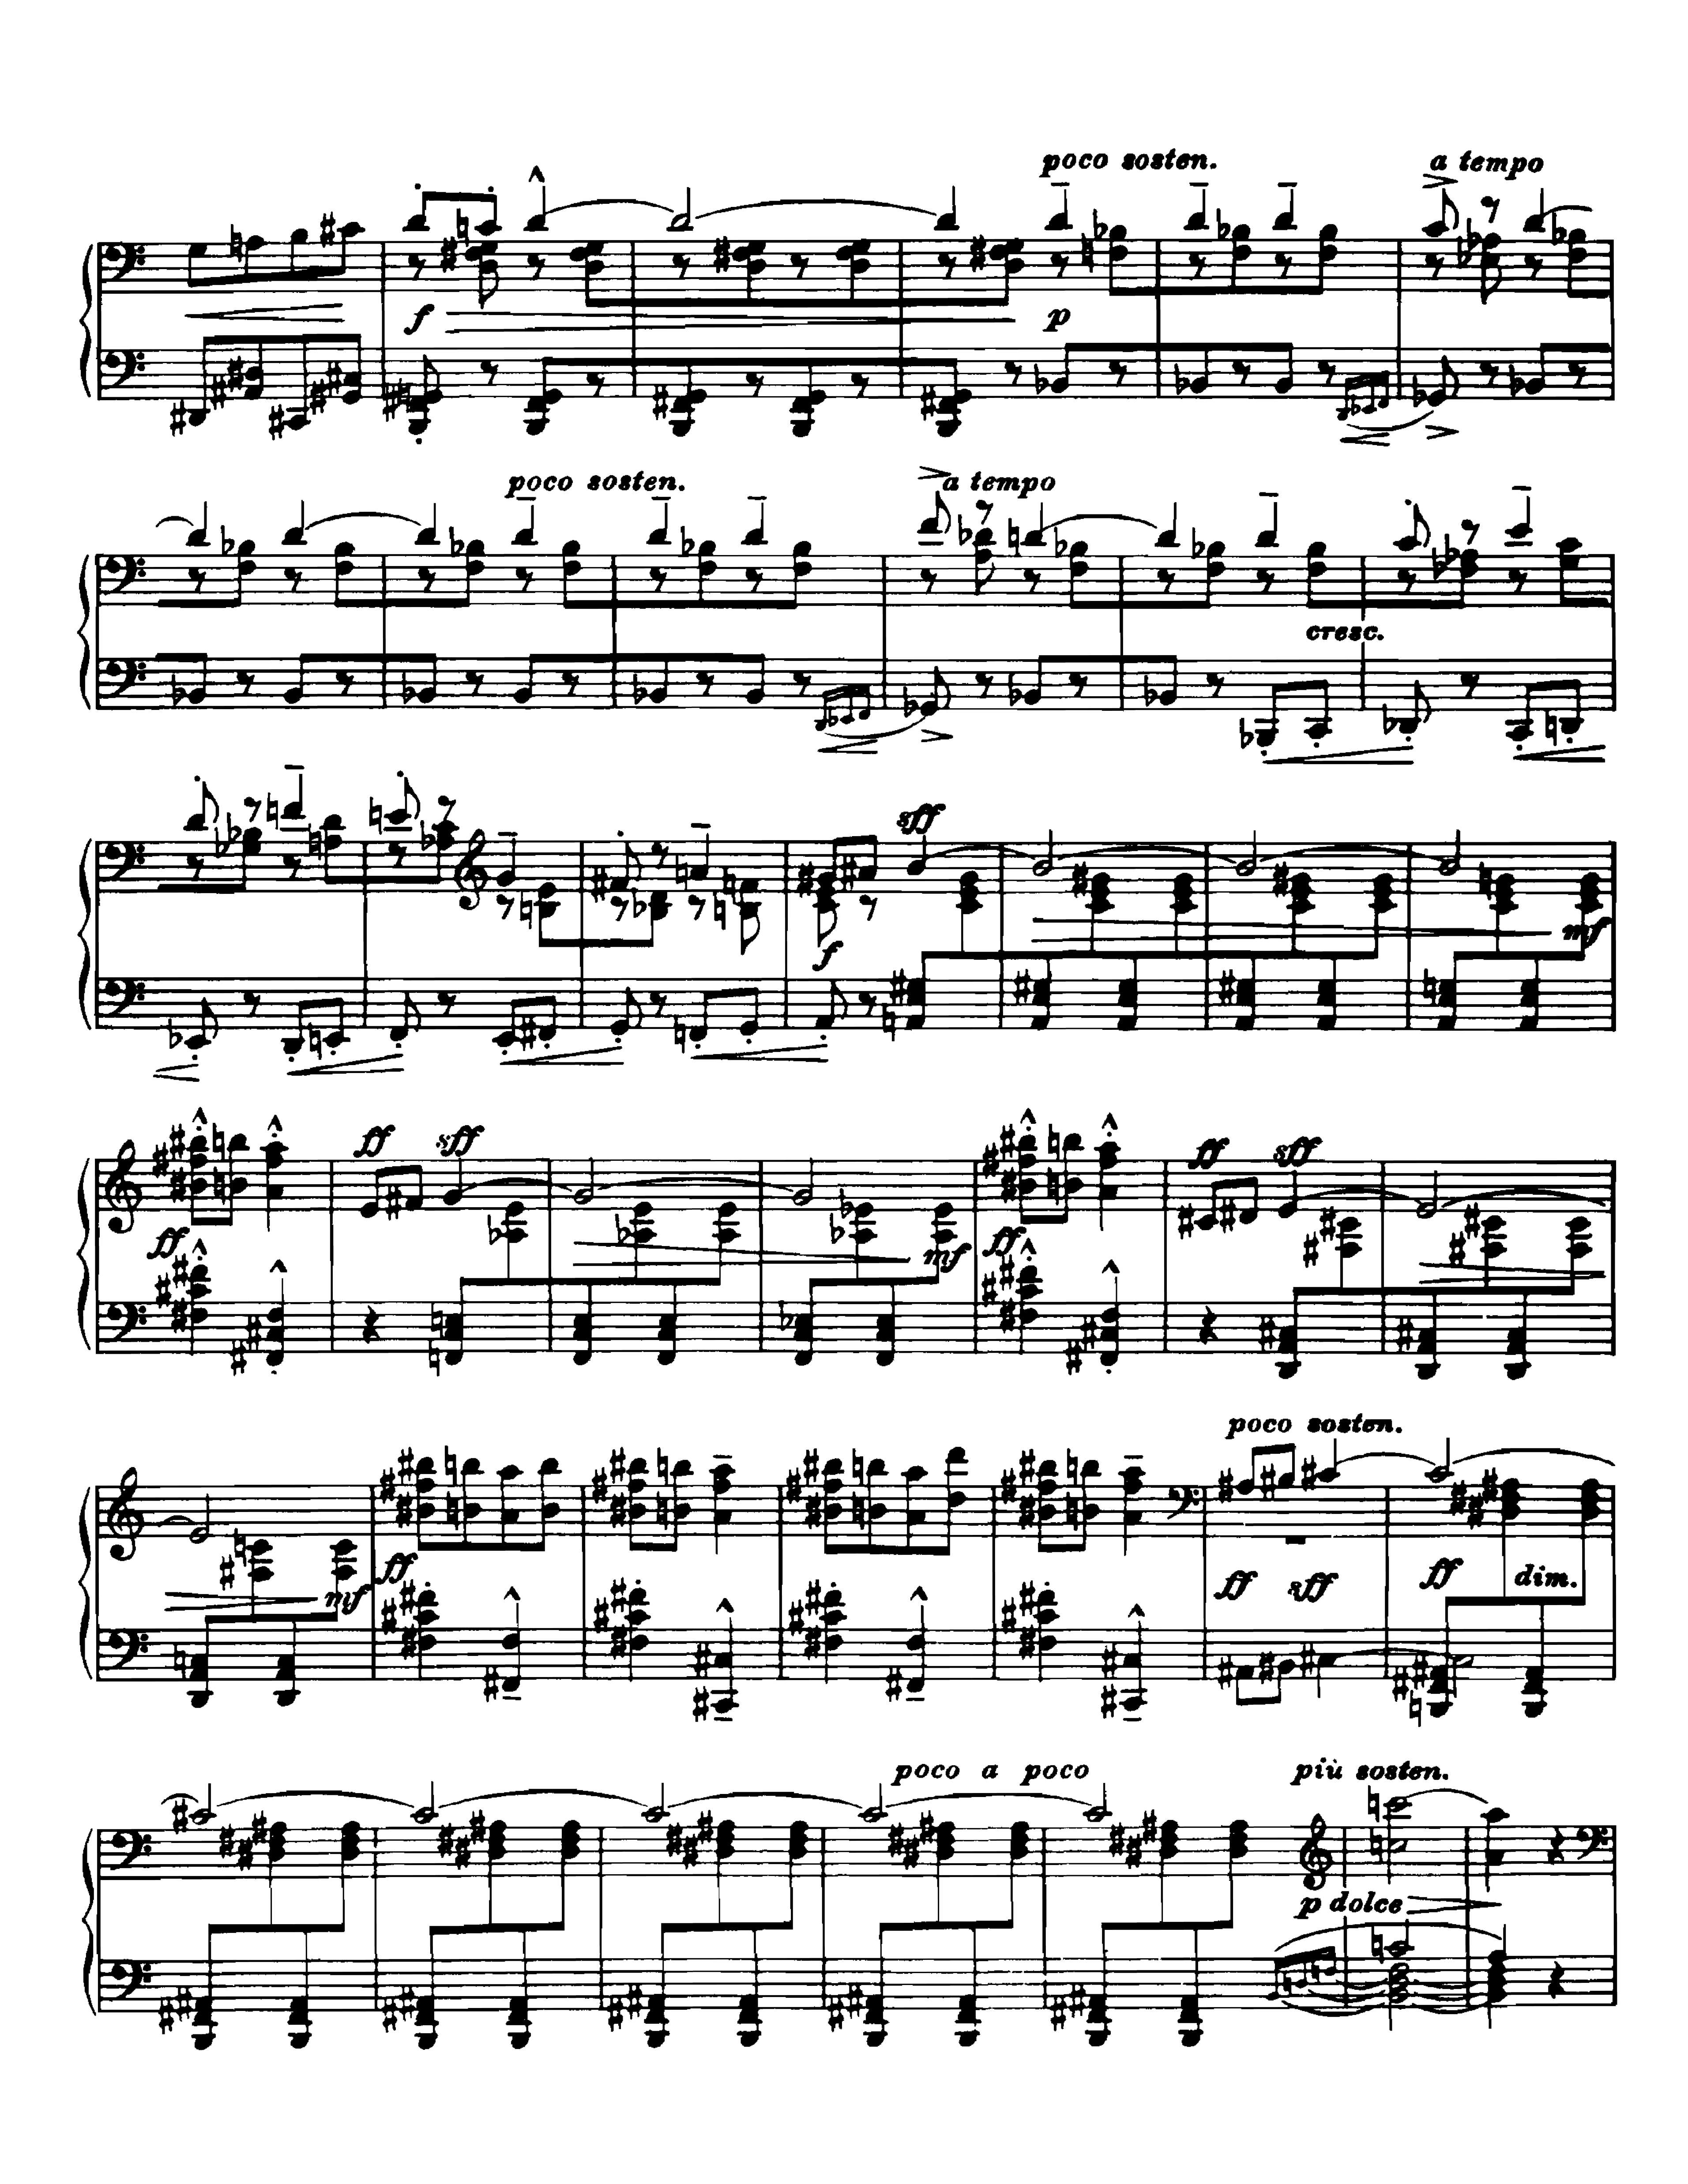 poco sosten. a tempo
f p
poco sosten. a tempo
cresc.
sff
f mf
ff sff ff sff
ff mf ff
poco sosten.
ff mf ff sff ff dim.
poco a poco più sosten.
p dolce